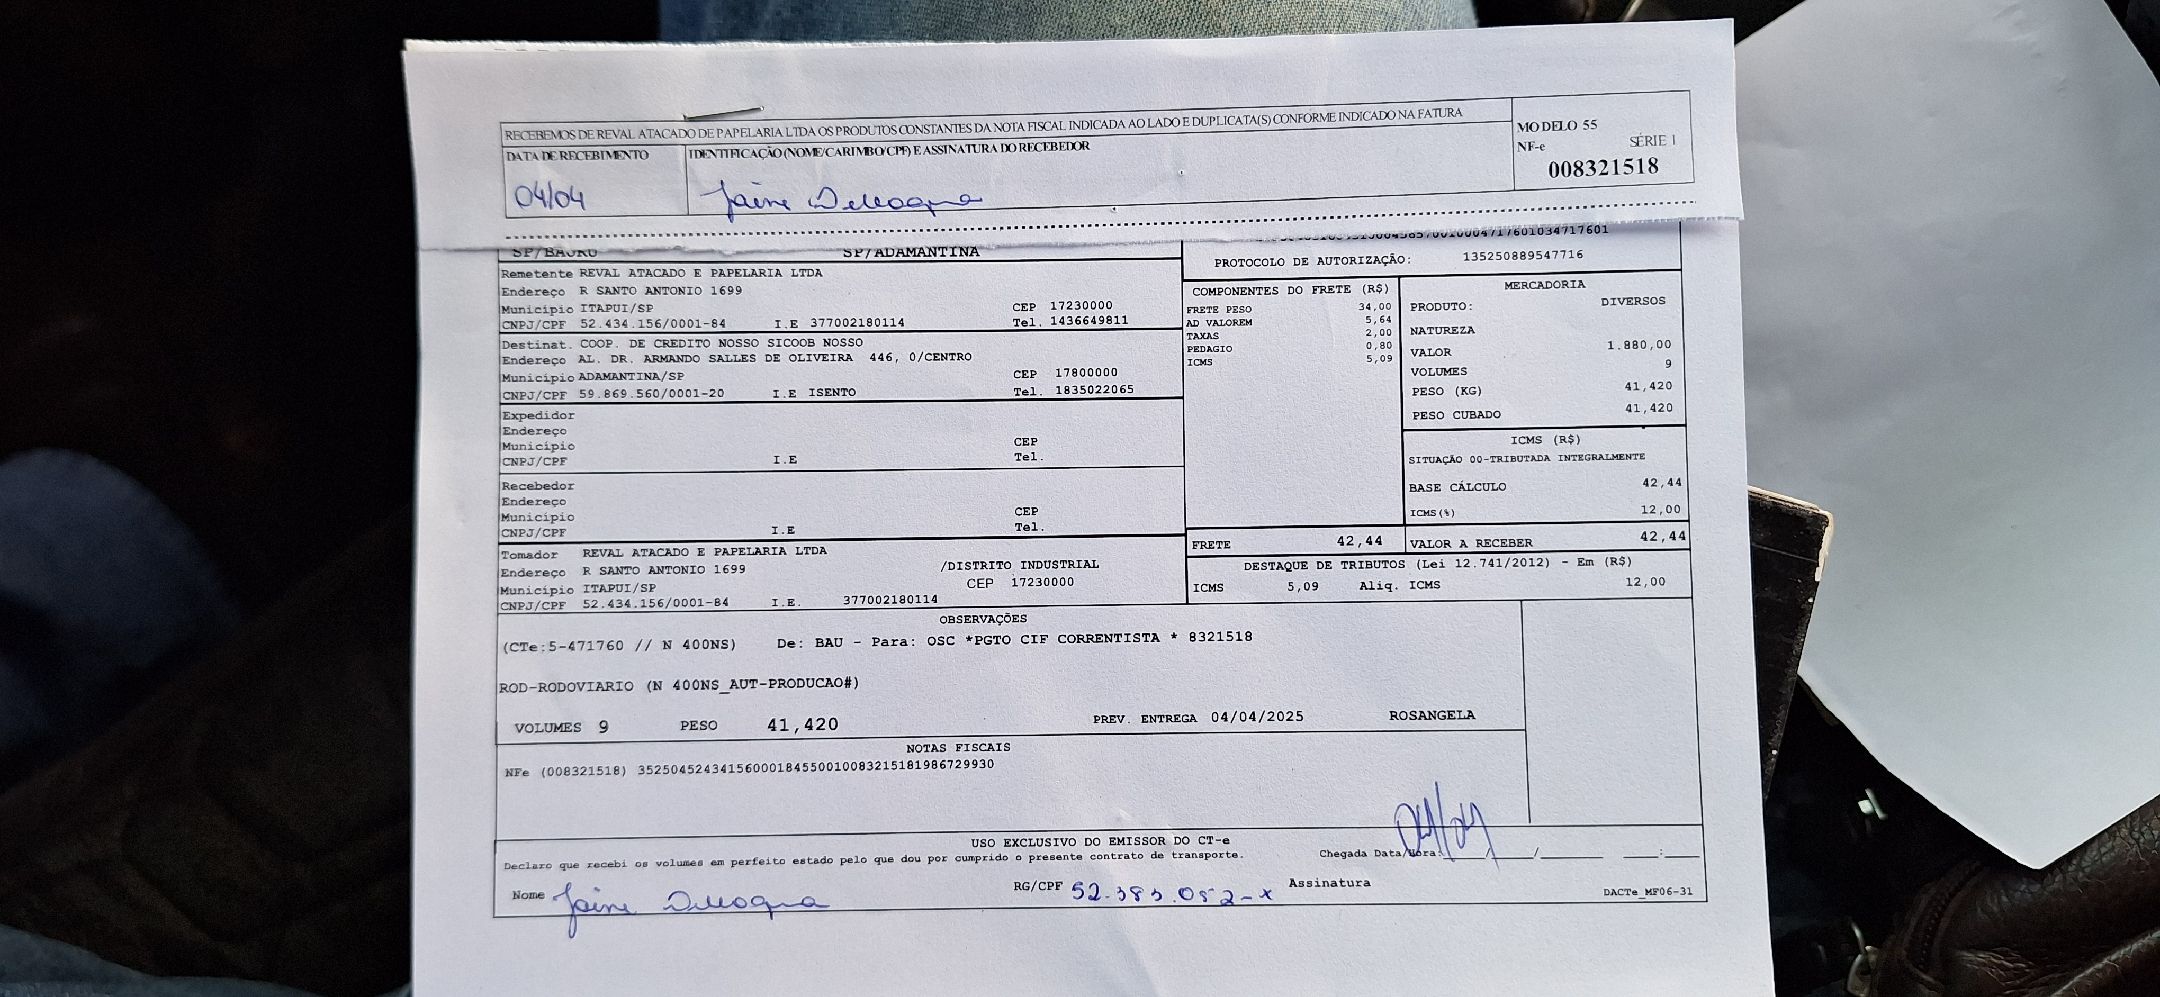 RECEBEMOS DE REVAL ATACADO DE PAPELARIA LTDA OS PRODUTOS CONSTANTES DA NOTA FISCAL INDICADA AO LADO E DUPLICATA(S) CONFORME INDICADO NA FATURA
DATA DE RECEBIMENTO IDENTIFICAÇÃO (NOME/CARIMBO/CPF) E ASSINATURA DO RECEBEDOR
04/04 Jaine
MODELO 55
NF-e SÉRIE 1
008321518
SP/BAURU SP/ADAMANTINA
PROTOCOLO DE AUTORIZAÇÃO: 135250889547716
Remetente REVAL ATACADO E PAPELARIA LTDA
Endereço R SANTO ANTONIO 1699
Município ITAPUI/SP CEP 17230000
CNPJ/CPF 52.434.156/0001-84 I.E 377002180114 Tel. 1436649811
Destinat. COOP. DE CREDITO NOSSO SICOOB NOSSO
Endereço AL. DR. ARMANDO SALLES DE OLIVEIRA 446, 0/CENTRO
Município ADAMANTINA/SP CEP 17800000
CNPJ/CPF 59.869.560/0001-20 I.E ISENTO Tel. 1835022065
Expedidor
Endereço
Município CEP
CNPJ/CPF I.E Tel.
Recebedor
Endereço
Município CEP
CNPJ/CPF I.E Tel.
Tomador REVAL ATACADO E PAPELARIA LTDA
Endereço R SANTO ANTONIO 1699 /DISTRITO INDUSTRIAL
Município ITAPUI/SP CEP 17230000
CNPJ/CPF 52.434.156/0001-84 I.E. 377002180114
COMPONENTES DO FRETE (R$)
FRETE PESO 34,00
AD VALOREM 5,64
TAXAS 2,00
PEDAGIO 0,80
ICMS 5,09
MERCADORIA
PRODUTO: DIVERSOS
NATUREZA
VALOR 1.880,00
VOLUMES 9
PESO (KG) 41,420
PESO CUBADO 41,420
ICMS (R$)
SITUAÇÃO 00-TRIBUTADA INTEGRALMENTE
BASE CÁLCULO 42,44
ICMS(%) 12,00
FRETE 42,44 VALOR A RECEBER 42,44
DESTAQUE DE TRIBUTOS (Lei 12.741/2012) - Em (R$)
ICMS 5,09 Aliq. ICMS 12,00
OBSERVAÇÕES
(CTe:5-471760 // N 400NS) De: BAU - Para: OSC *PGTO CIF CORRENTISTA * 8321518
ROD-RODOVIARIO (N 400NS_AUT-PRODUCAO#)
VOLUMES 9 PESO 41,420 PREV. ENTREGA 04/04/2025 ROSANGELA
NOTAS FISCAIS
NFe (008321518) 35250452434156000184550010083215181986729930
USO EXCLUSIVO DO EMISSOR DO CT-e
Declaro que recebi os volumes em perfeito estado pelo que dou por cumprido o presente contrato de transporte. Chegada Data/Hora: 04/04
Nome Jaine RG/CPF 52.383.052-x Assinatura
DACTe_MF06-31